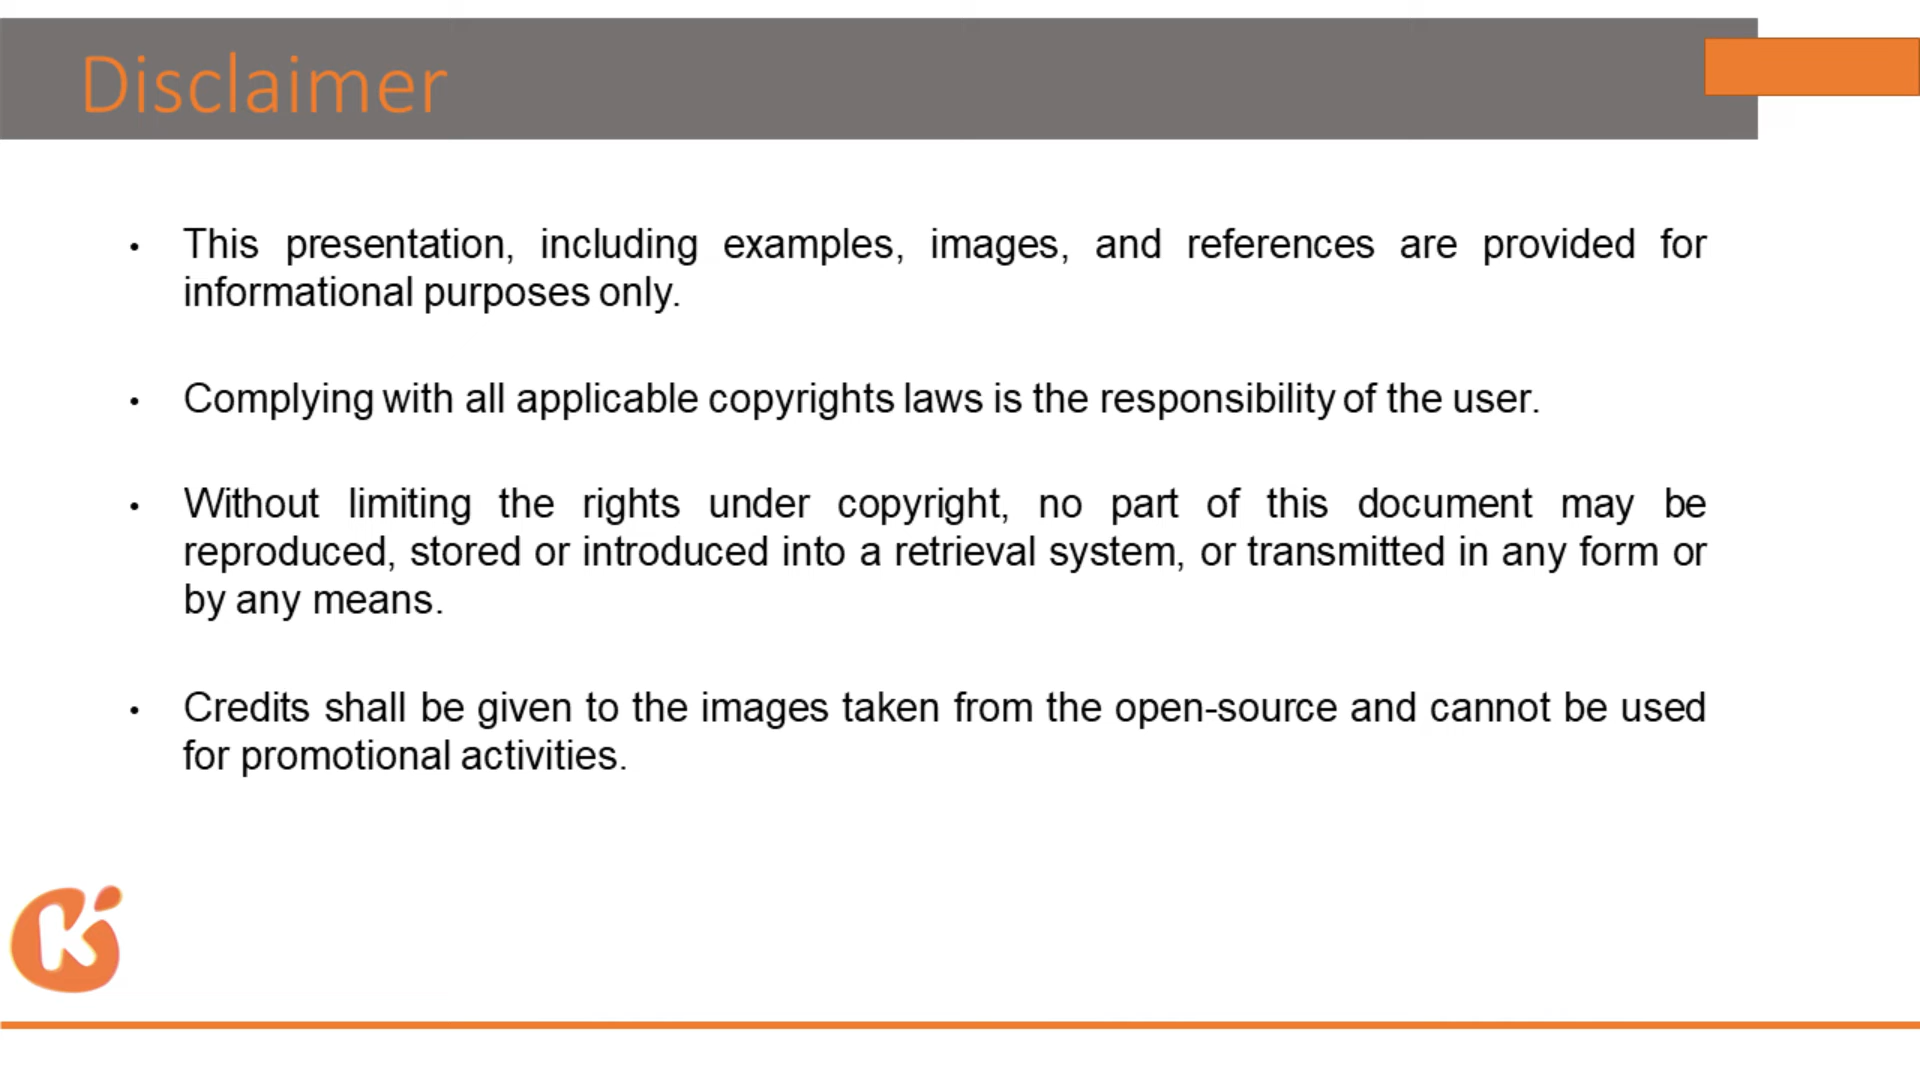 Disclaimer
• This presentation, including examples, images, and references are provided for
informational purposes only.
• Complying with all applicable copyrights laws is the responsibility of the user.
• Without limiting the rights under copyright, no part of this document may be
reproduced, stored or introduced into a retrieval system, or transmitted in any form or
by any means.
• Credits shall be given to the images taken from the open-source and cannot be used
for promotional activities.
K